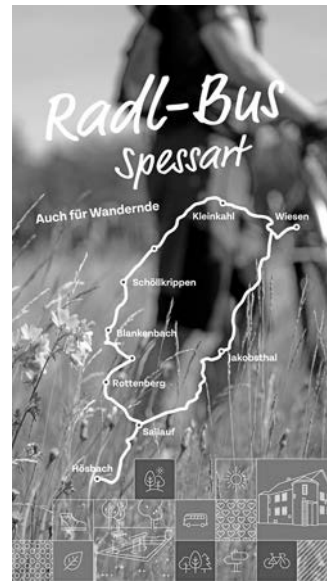 Radl-Bus
Spessart
Auch für Wandernde
Kleinkahl
Wiesen
Schöllkrippen
Blankenbach
Jakobsthal
Rottenberg
Sailauf
Hösbach